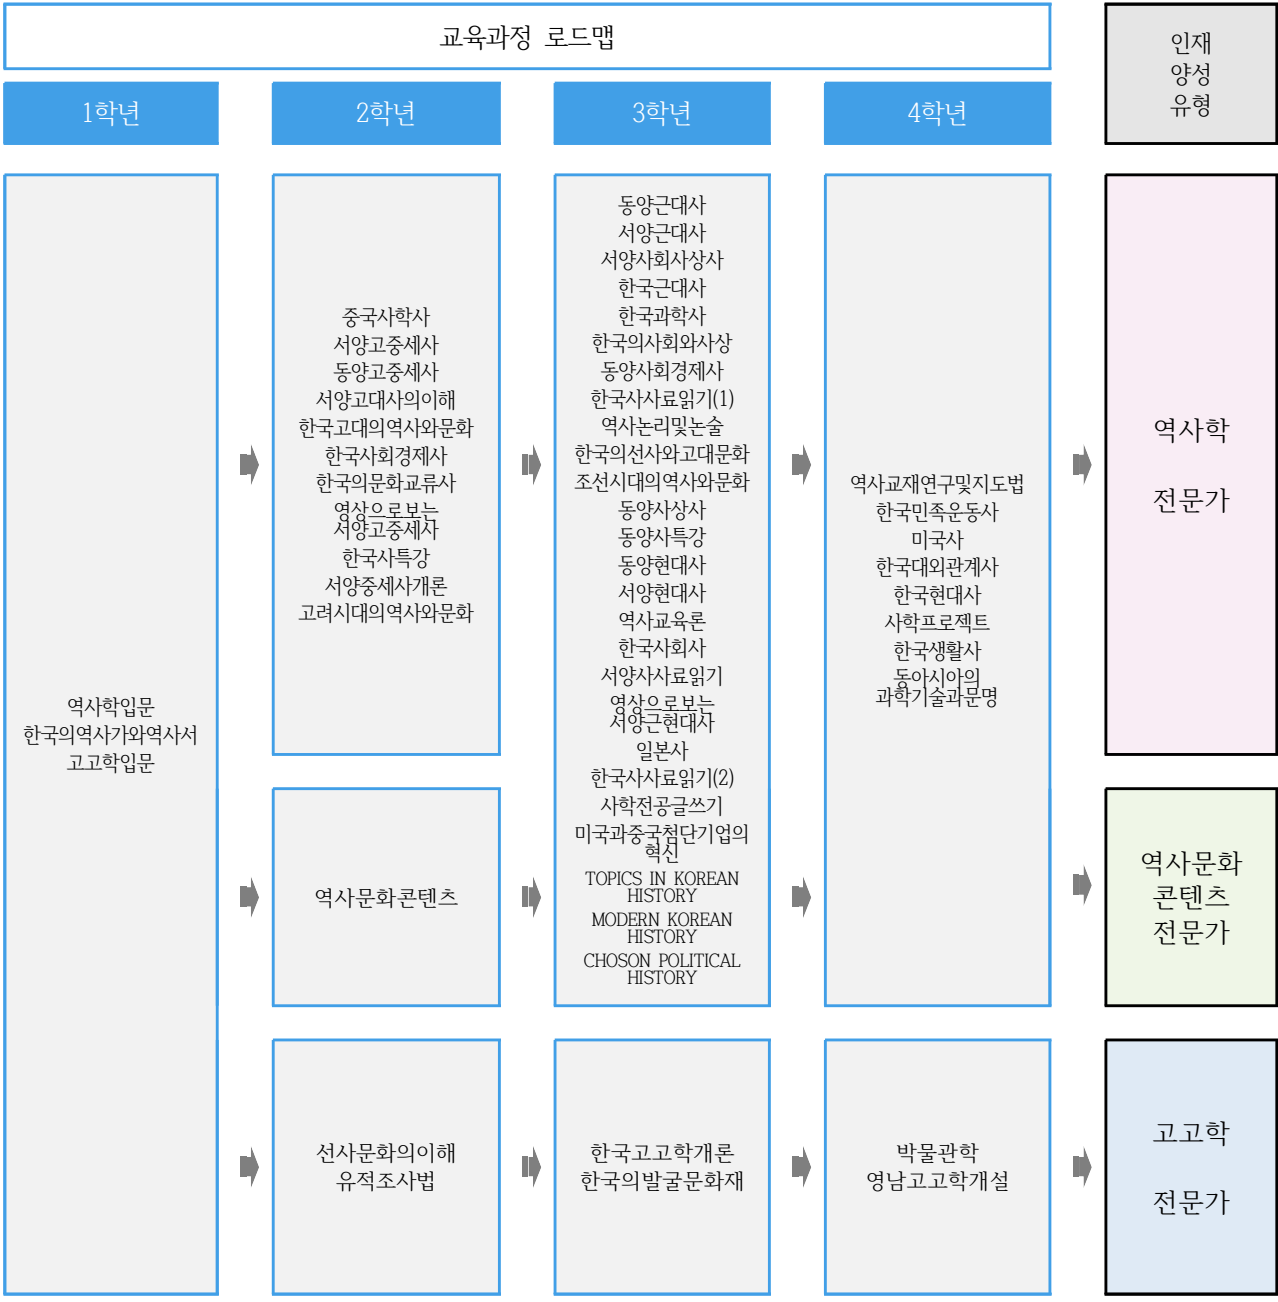 교육과정 로드맵
인재
양성
유형
1학년
2학년
3학년
4학년
역사학입문
한국의역사가와역사서
고고학입문
중국사학사
서양고중세사
동양고중세사
서양고대사의이해
한국고대의역사와문화
한국사회경제사
한국의문화교류사
영상으로보는
서양고중세사
한국사특강
서양중세사개론
고려시대의역사와문화
동양근대사
서양근대사
서양사회사상사
한국근대사
한국과학사
한국의사회와사상
동양사회경제사
한국사사료읽기(1)
역사논리및논술
한국의선사와고대문화
조선시대의역사와문화
동양사상사
동양사특강
동양현대사
서양현대사
역사교육론
한국사회사
서양사사료읽기
영상으로보는
서양근현대사
일본사
한국사사료읽기(2)
사학전공글쓰기
미국과중국첨단기업의
혁신
TOPICS IN KOREAN
HISTORY
MODERN KOREAN
HISTORY
CHOSON POLITICAL
HISTORY
역사교재연구및지도법
한국민족운동사
미국사
한국대외관계사
한국현대사
사학프로젝트
한국생활사
동아시아의
과학기술과문명
역사학
전문가
역사문화콘텐츠
역사문화
콘텐츠
전문가
선사문화의이해
유적조사법
한국고고학개론
한국의발굴문화재
박물관학
영남고고학개설
고고학
전문가